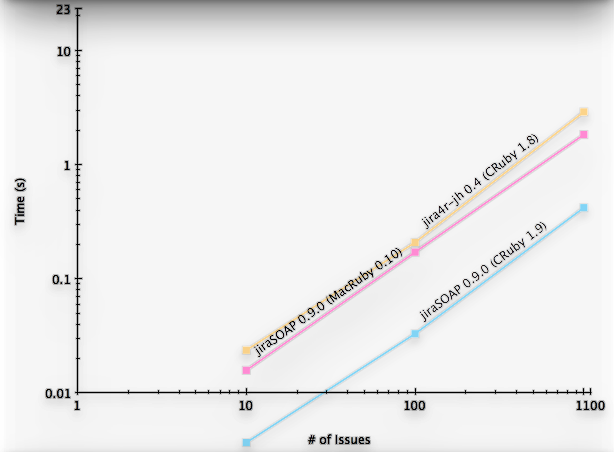 23
10
1
0.1
0.01
Time (s)
jira4r-jh 0.4 (CRuby 1.8)
jiraSOAP 0.9.0 (MacRuby 0.10)
jiraSOAP 0.9.0 (CRuby 1.9)
1
10
100
1100
# of Issues